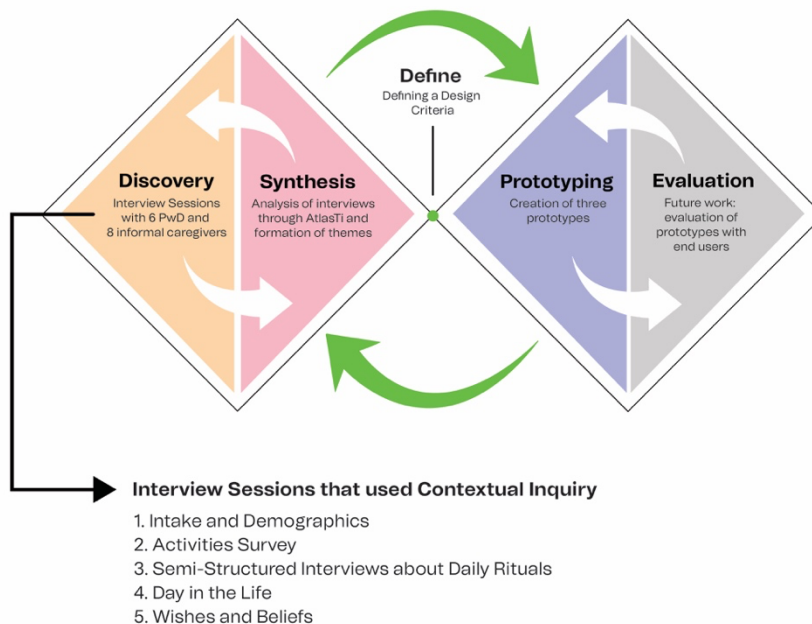 Define
Defining a Design
Criteria
Discovery
Interview Sessions
with 6 PwD and
8 informal caregivers
Synthesis
Analysis of interviews
through AtlasTi and
formation of themes
Prototyping
Creation of three
prototypes
Evaluation
Future work:
evaluation of
prototypes with
end users
Interview Sessions that used Contextual Inquiry
1. Intake and Demographics
2. Activities Survey
3. Semi-Structured Interviews about Daily Rituals
4. Day in the Life
5. Wishes and Beliefs